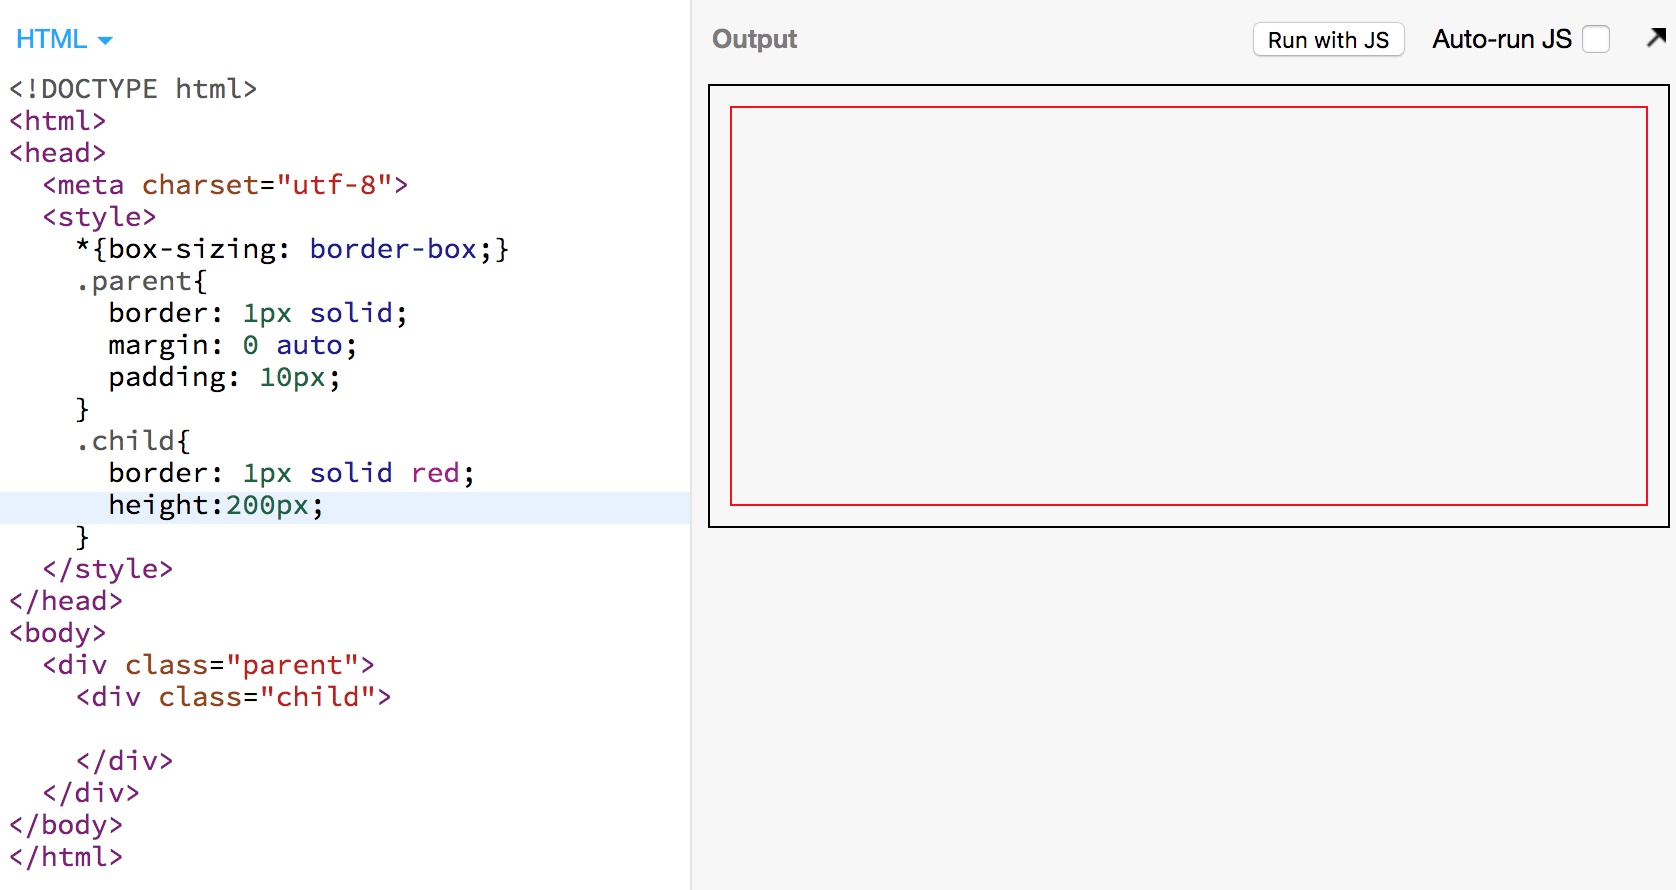 HTML
<!DOCTYPE html>
<html>
<head>
  <meta charset="utf-8">
  <style>
    *{box-sizing: border-box;}
    .parent{
      border: 1px solid;
      margin: 0 auto;
      padding: 10px;
    }
    .child{
      border: 1px solid red;
      height:200px;
    }
  </style>
</head>
<body>
  <div class="parent">
    <div class="child">

    </div>
  </div>
</body>
</html>
Output
Run with JS
Auto-run JS